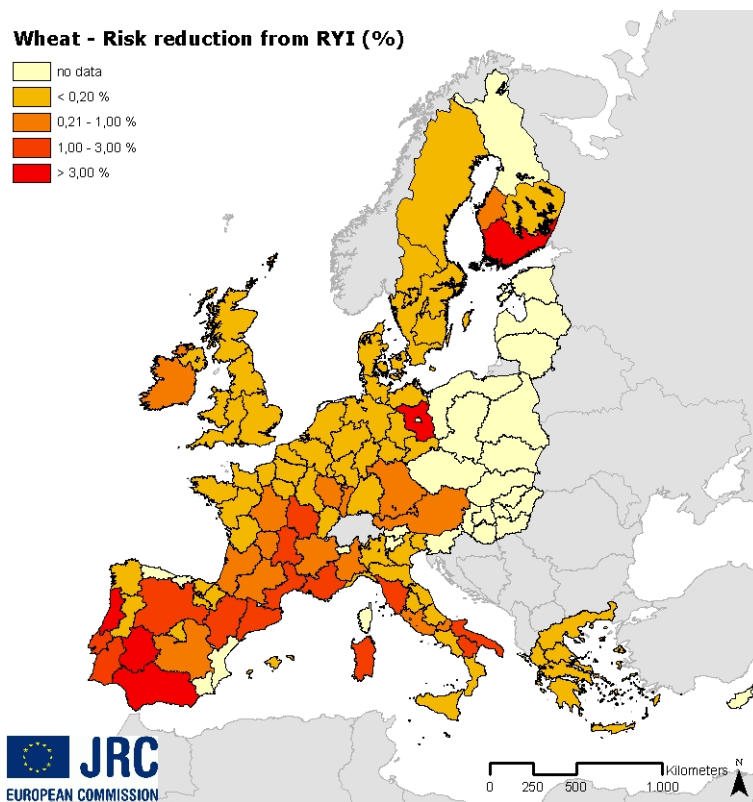 Wheat - Risk reduction from RYI (%)
no data
< 0,20 %
0,21 - 1,00 %
1,00 - 3,00 %
> 3,00 %
JRC
EUROPEAN COMMISSION
Kilometers
N
0 250 500 1.000